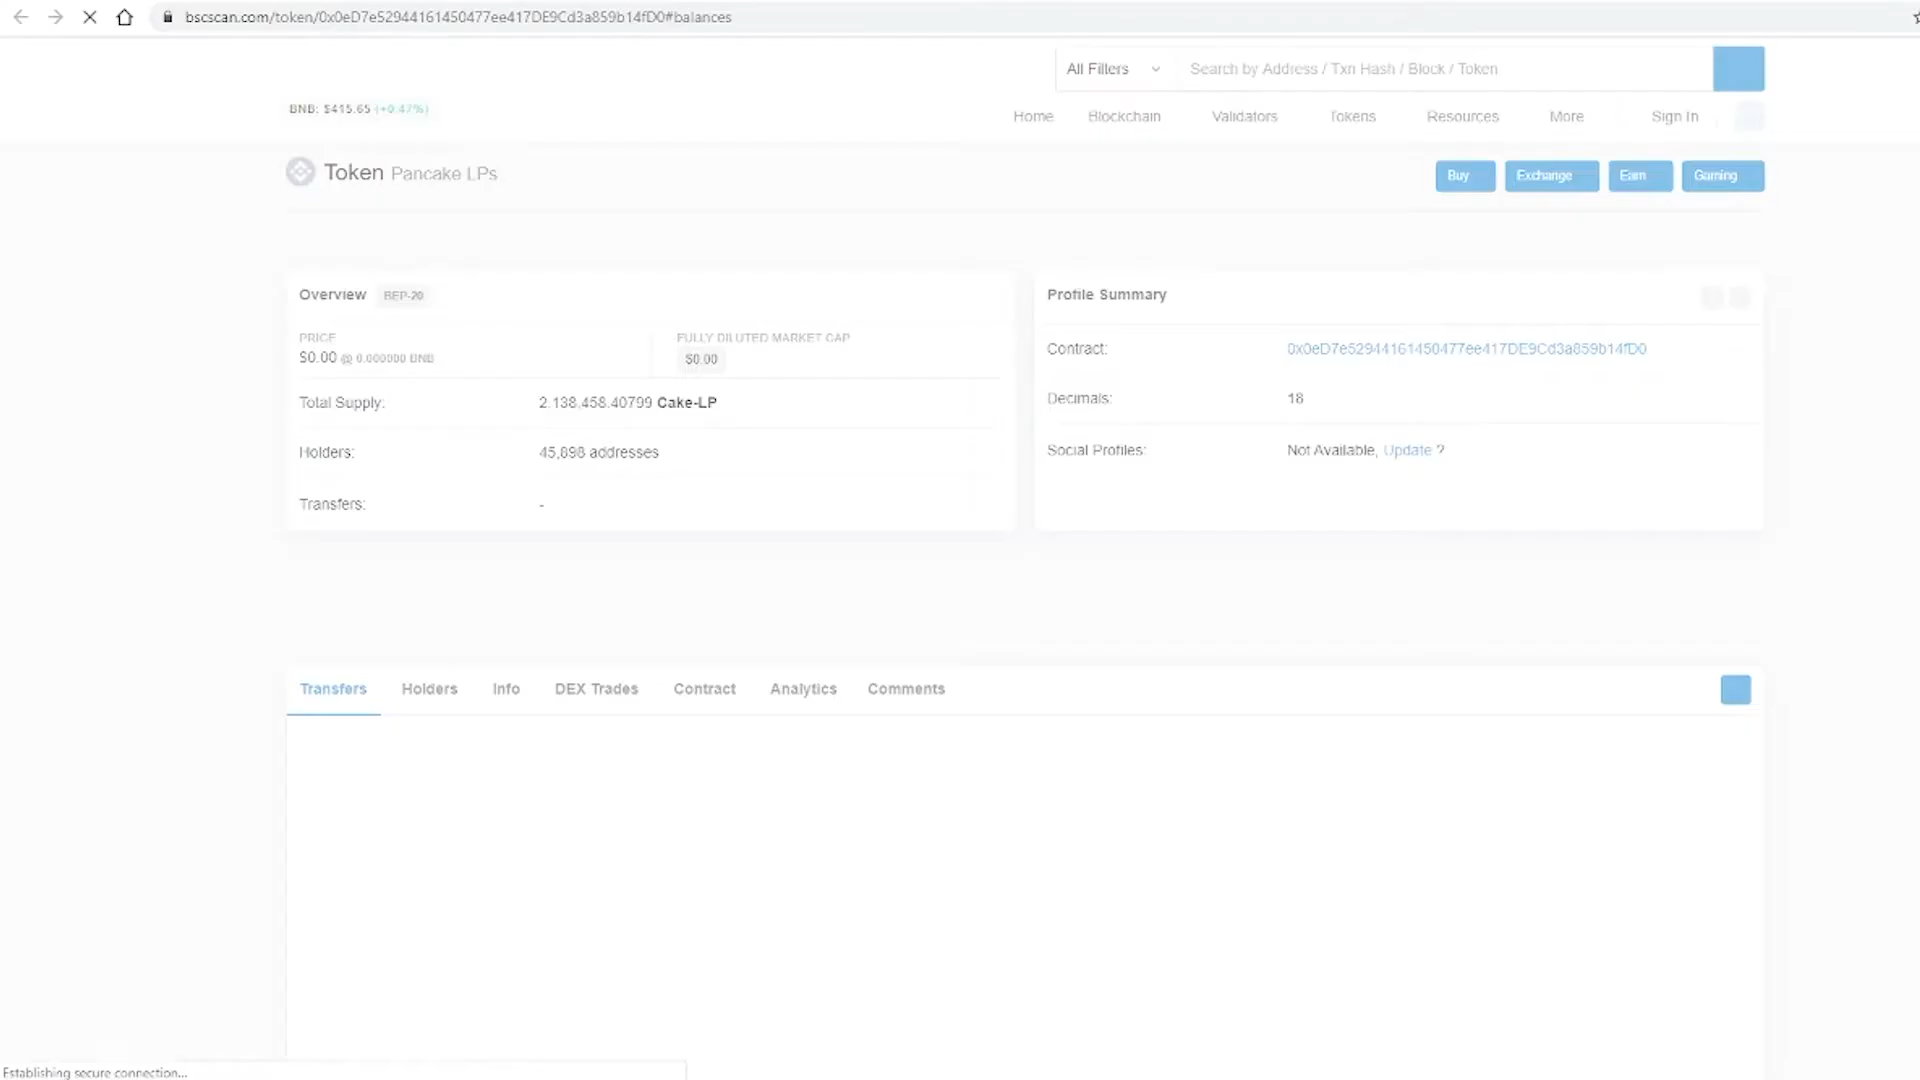 bscscan.com/token/0x0eD7e52944161450477ee417DE9Cd3a859b14fD0#balances
All Filters Search by Address / Txn Hash / Block / Token
BNB: $415.65 (+0.47%)
Home Blockchain Validators Tokens Resources More Sign In
Token Pancake LPs
Buy Exchange Earn Gaming
Overview BEP-20
PRICE FULLY DILUTED MARKET CAP
$0.00 @ 0.000000 BNB $0.00
Total Supply: 2,138,458.40799 Cake-LP
Holders: 45,898 addresses
Transfers: -
Profile Summary
Contract: 0x0eD7e52944161450477ee417DE9Cd3a859b14fD0
Decimals: 18
Social Profiles: Not Available, Update ?
Transfers Holders Info DEX Trades Contract Analytics Comments
Establishing secure connection...